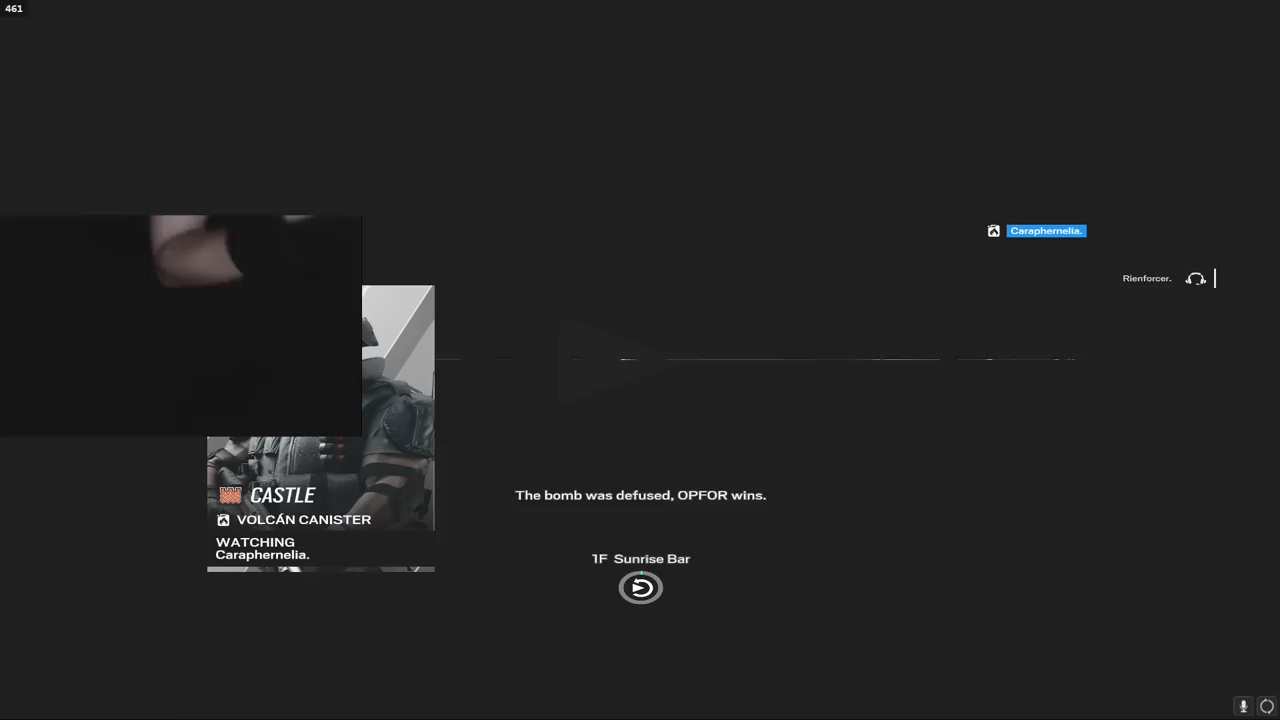 461
Caraphernelia.
Rienforcer.
CASTLE
The bomb was defused, OPFOR wins.
VOLCÁN CANISTER
WATCHING
Caraphernelia.
1F Sunrise Bar